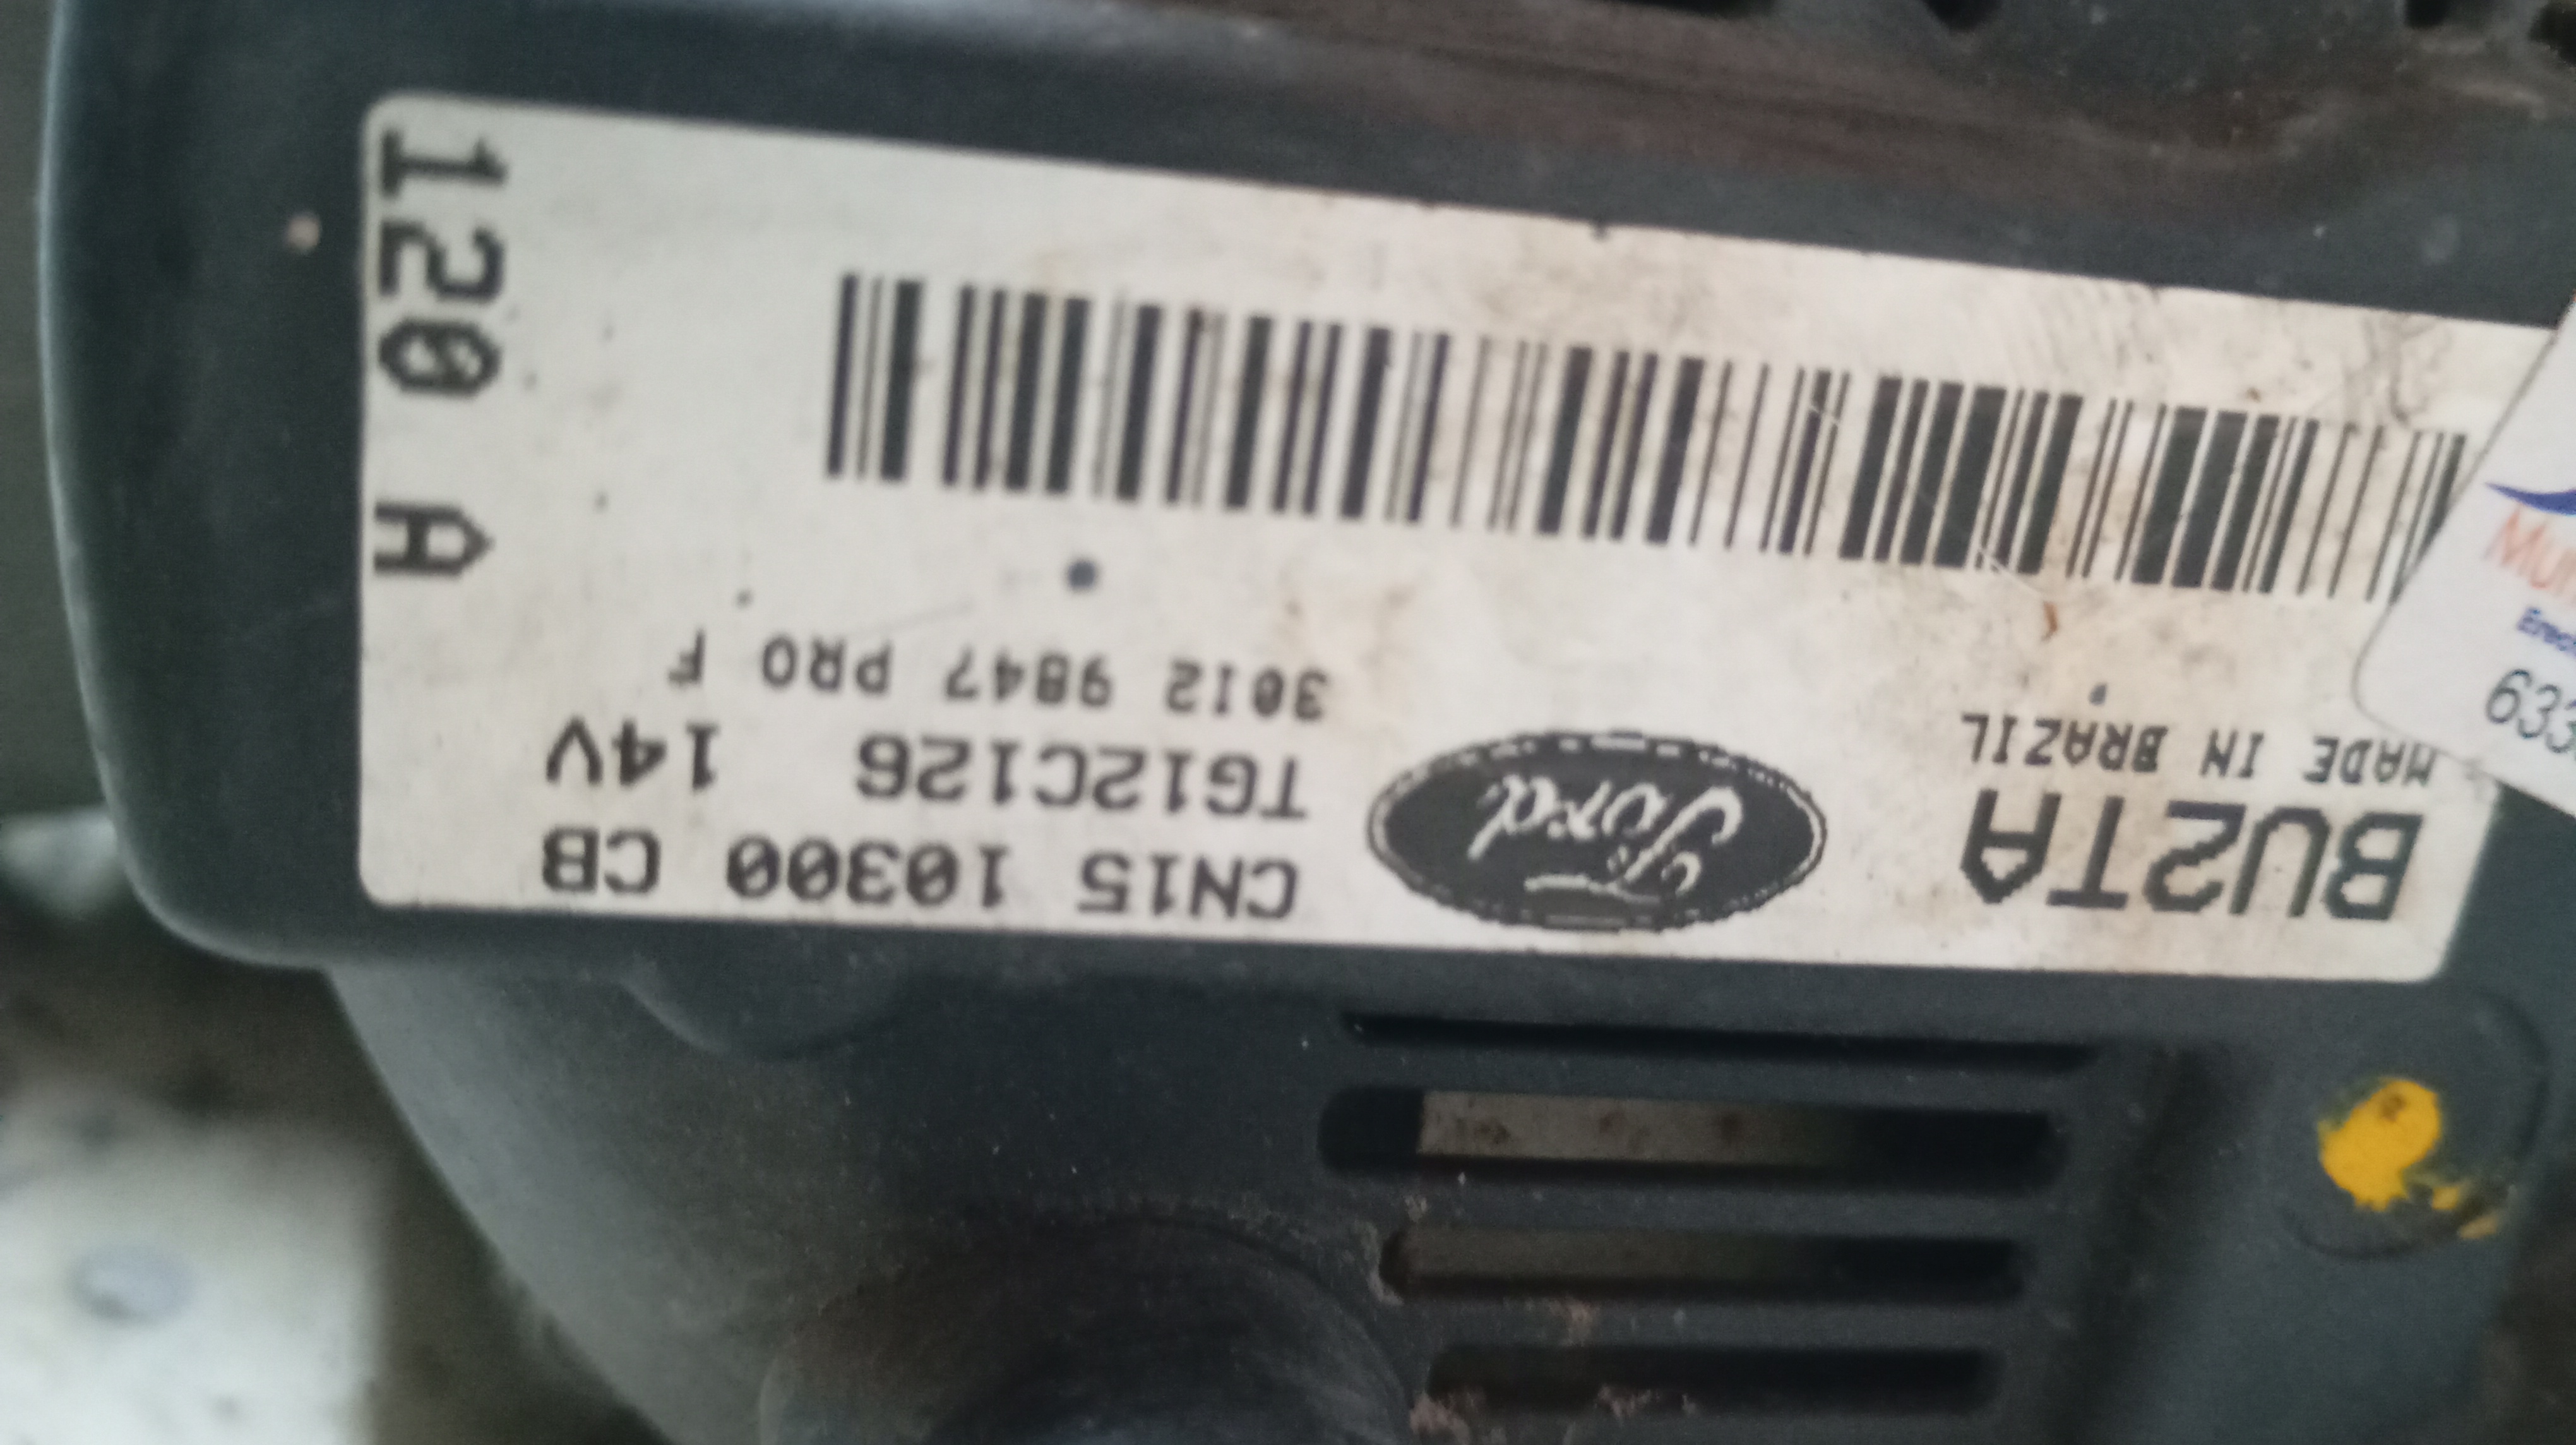 BU2TA
MADE IN BRAZIL
Ford
CN15 10300 CB
TG12C126 14V
3012 9847 PRO F
120 A